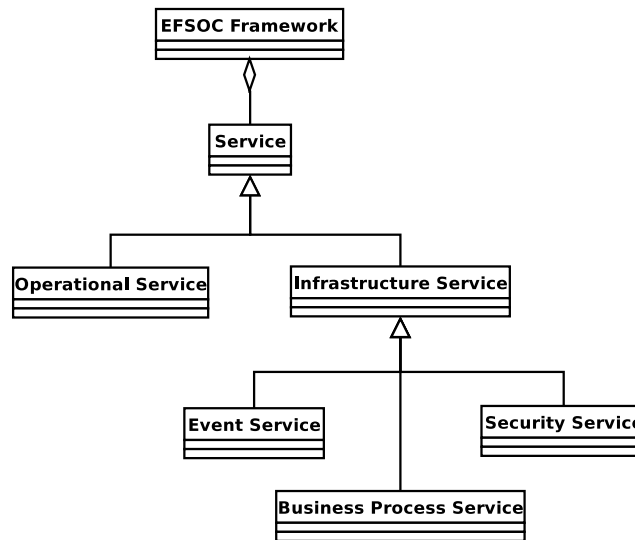 EFSOC Framework
Service
Operational Service
Infrastructure Service
Event Service
Security Service
Business Process Service